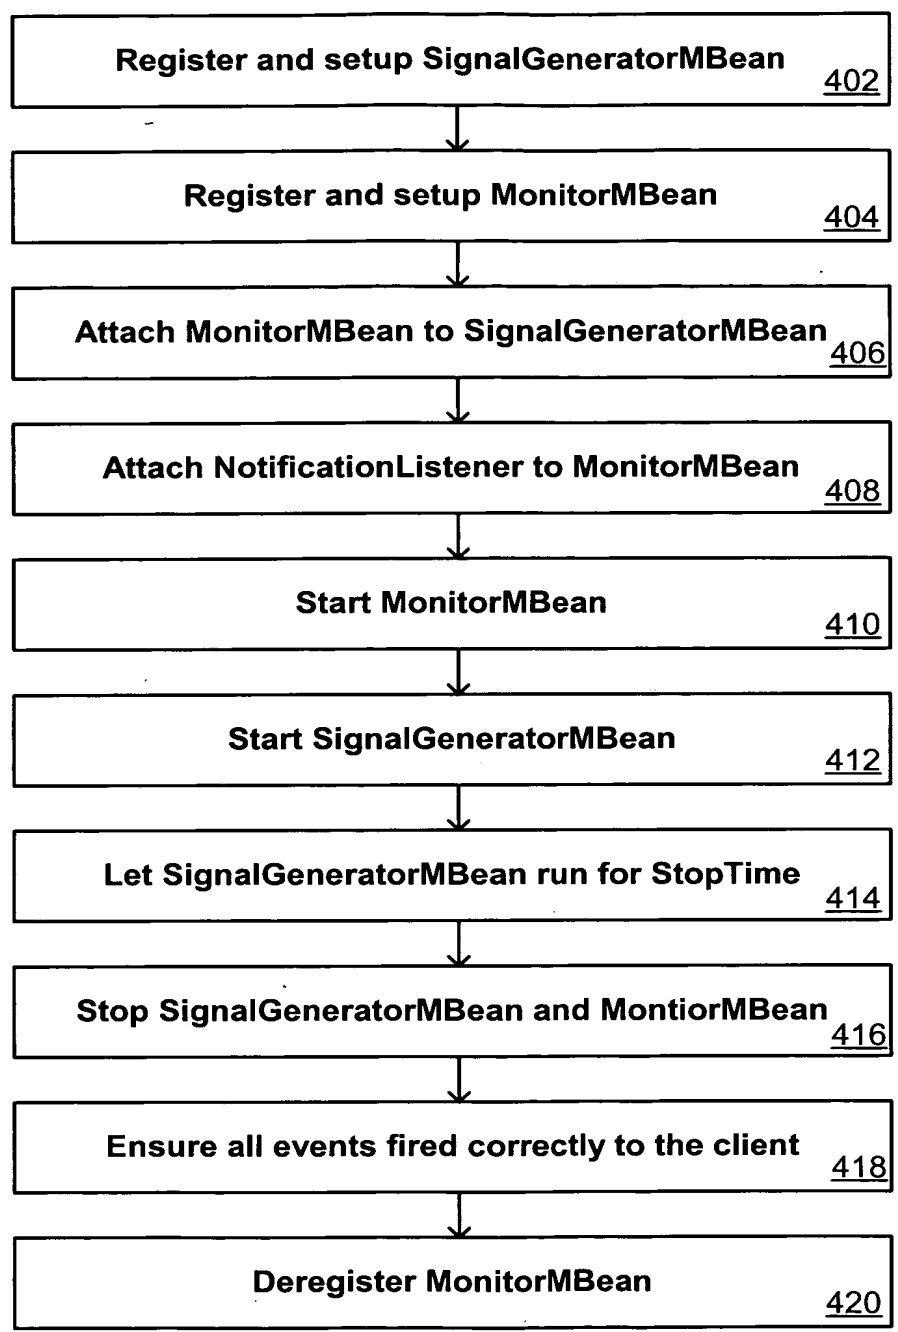 Register and setup SignalGeneratorMBean
402
Register and setup MonitorMBean
404
Attach MonitorMBean to SignalGeneratorMBean
406
Attach NotificationListener to MonitorMBean
408
Start MonitorMBean
410
Start SignalGeneratorMBean
412
Let SignalGeneratorMBean run for StopTime
414
Stop SignalGeneratorMBean and MontiorMBean
416
Ensure all events fired correctly to the client
418
Deregister MonitorMBean
420